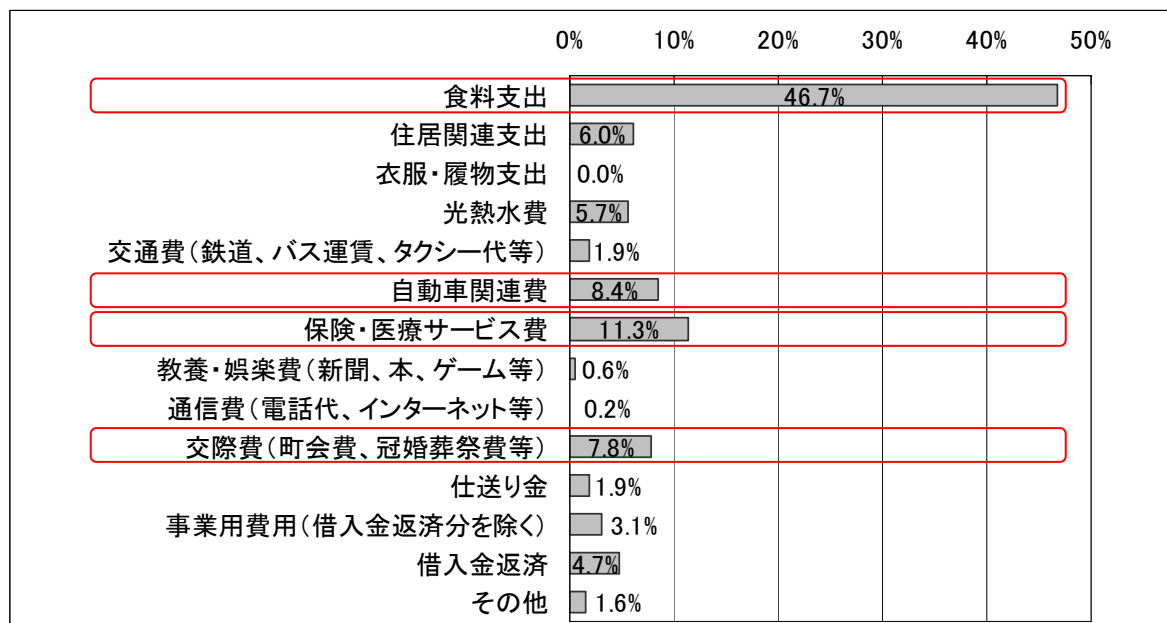 0% 10% 20% 30% 40% 50%
食料支出 46.7%
住居関連支出 6.0%
衣服・履物支出 0.0%
光熱水費 5.7%
交通費(鉄道、バス運賃、タクシー代等) 1.9%
自動車関連費 8.4%
保険・医療サービス費 11.3%
教養・娯楽費(新聞、本、ゲーム等) 0.6%
通信費(電話代、インターネット等) 0.2%
交際費(町会費、冠婚葬祭費等) 7.8%
仕送り金 1.9%
事業用費用(借入金返済分を除く) 3.1%
借入金返済 4.7%
その他 1.6%